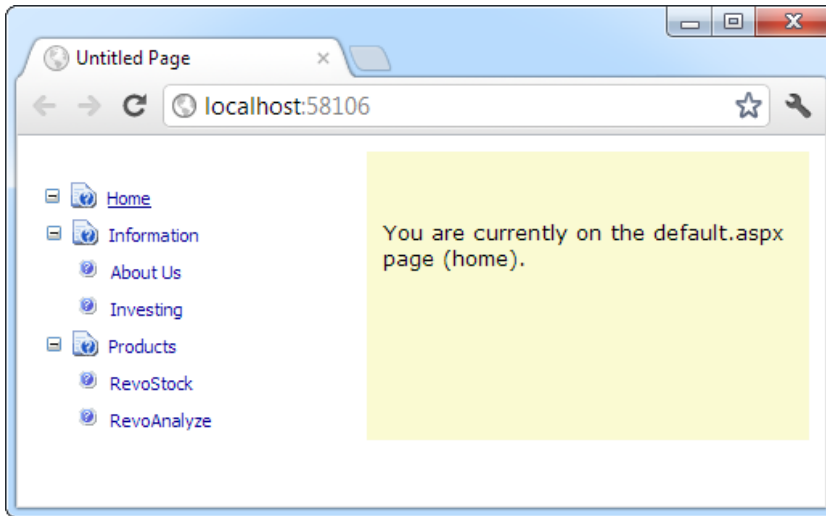 Untitled Page
localhost:58106
Home
Information
About Us
Investing
Products
RevoStock
RevoAnalyze
You are currently on the default.aspx
page (home).